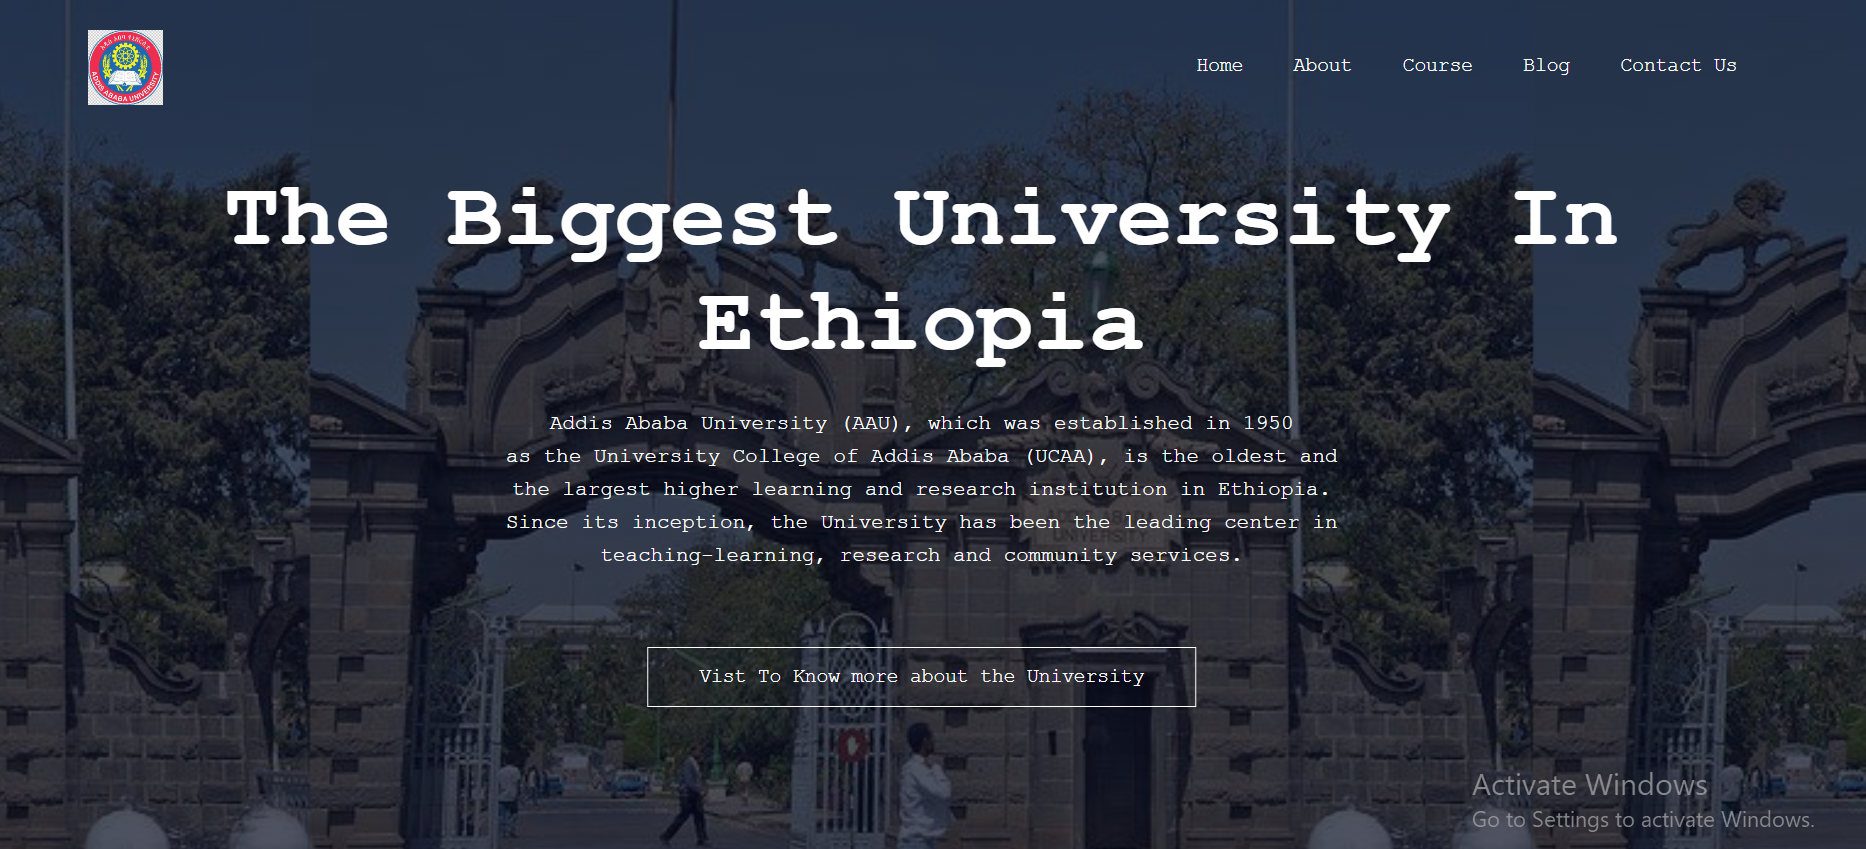 አዲስ አበባ ዩኒቨርሲቲ
ADDIS ABABA UNIVERSITY
Home About Course Blog Contact Us
The Biggest University In
Ethiopia
Addis Ababa University (AAU), which was established in 1950
as the University College of Addis Ababa (UCAA), is the oldest and
the largest higher learning and research institution in Ethiopia.
Since its inception, the University has been the leading center in
teaching-learning, research and community services.
Vist To Know more about the University
Activate Windows
Go to Settings to activate Windows.